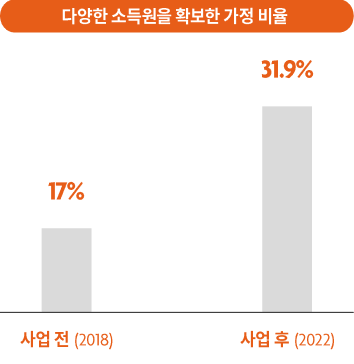 다양한 소득원을 확보한 가정 비율
31.9%
17%
사업 전 (2018)
사업 후 (2022)